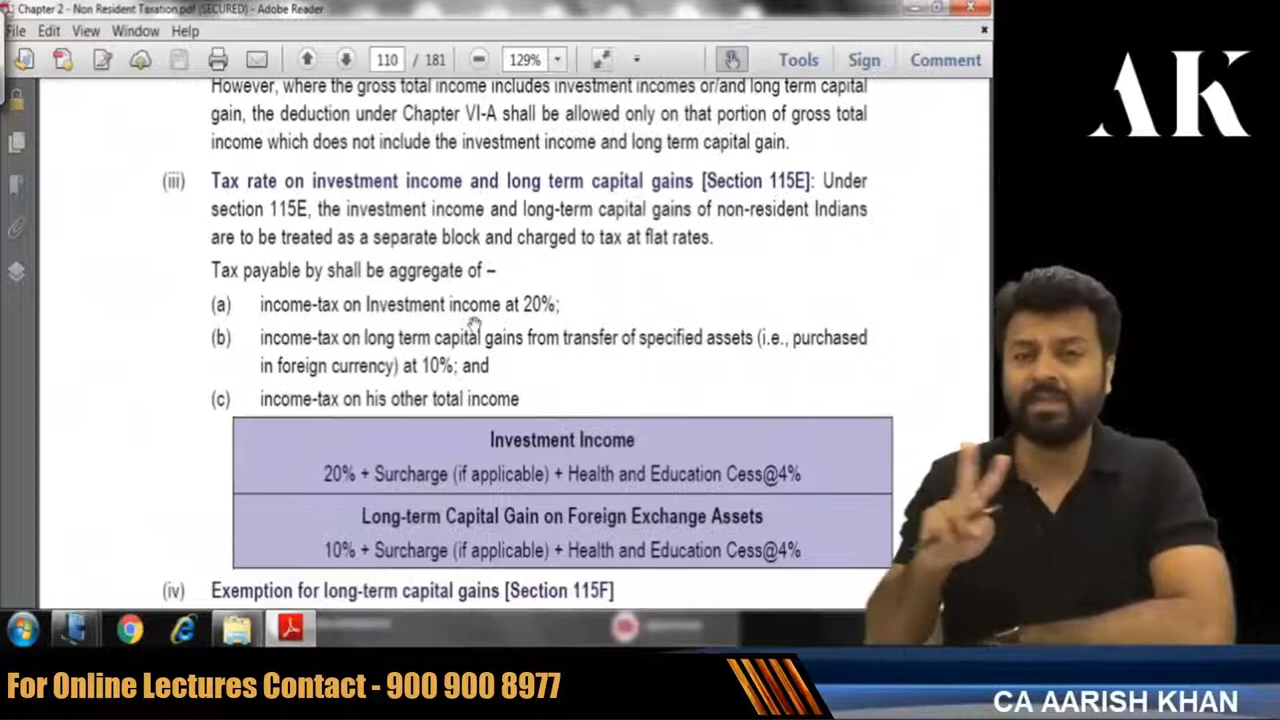 Chapter 2 - Non Resident Taxation.pdf (SECURED) - Adobe Reader
File Edit View Window Help
110 / 181 129% Tools Sign Comment
However, where the gross total income includes investment incomes or/and long term capital
gain, the deduction under Chapter VI-A shall be allowed only on that portion of gross total
income which does not include the investment income and long term capital gain.
(iii) Tax rate on investment income and long term capital gains [Section 115E]: Under
section 115E, the investment income and long-term capital gains of non-resident Indians
are to be treated as a separate block and charged to tax at flat rates.
Tax payable by shall be aggregate of –
(a) income-tax on Investment income at 20%;
(b) income-tax on long term capital gains from transfer of specified assets (i.e., purchased
in foreign currency) at 10%; and
(c) income-tax on his other total income
Investment Income
20% + Surcharge (if applicable) + Health and Education Cess@4%
Long-term Capital Gain on Foreign Exchange Assets
10% + Surcharge (if applicable) + Health and Education Cess@4%
(iv) Exemption for long-term capital gains [Section 115F]
AK
For Online Lectures Contact - 900 900 8977
CA AARISH KHAN